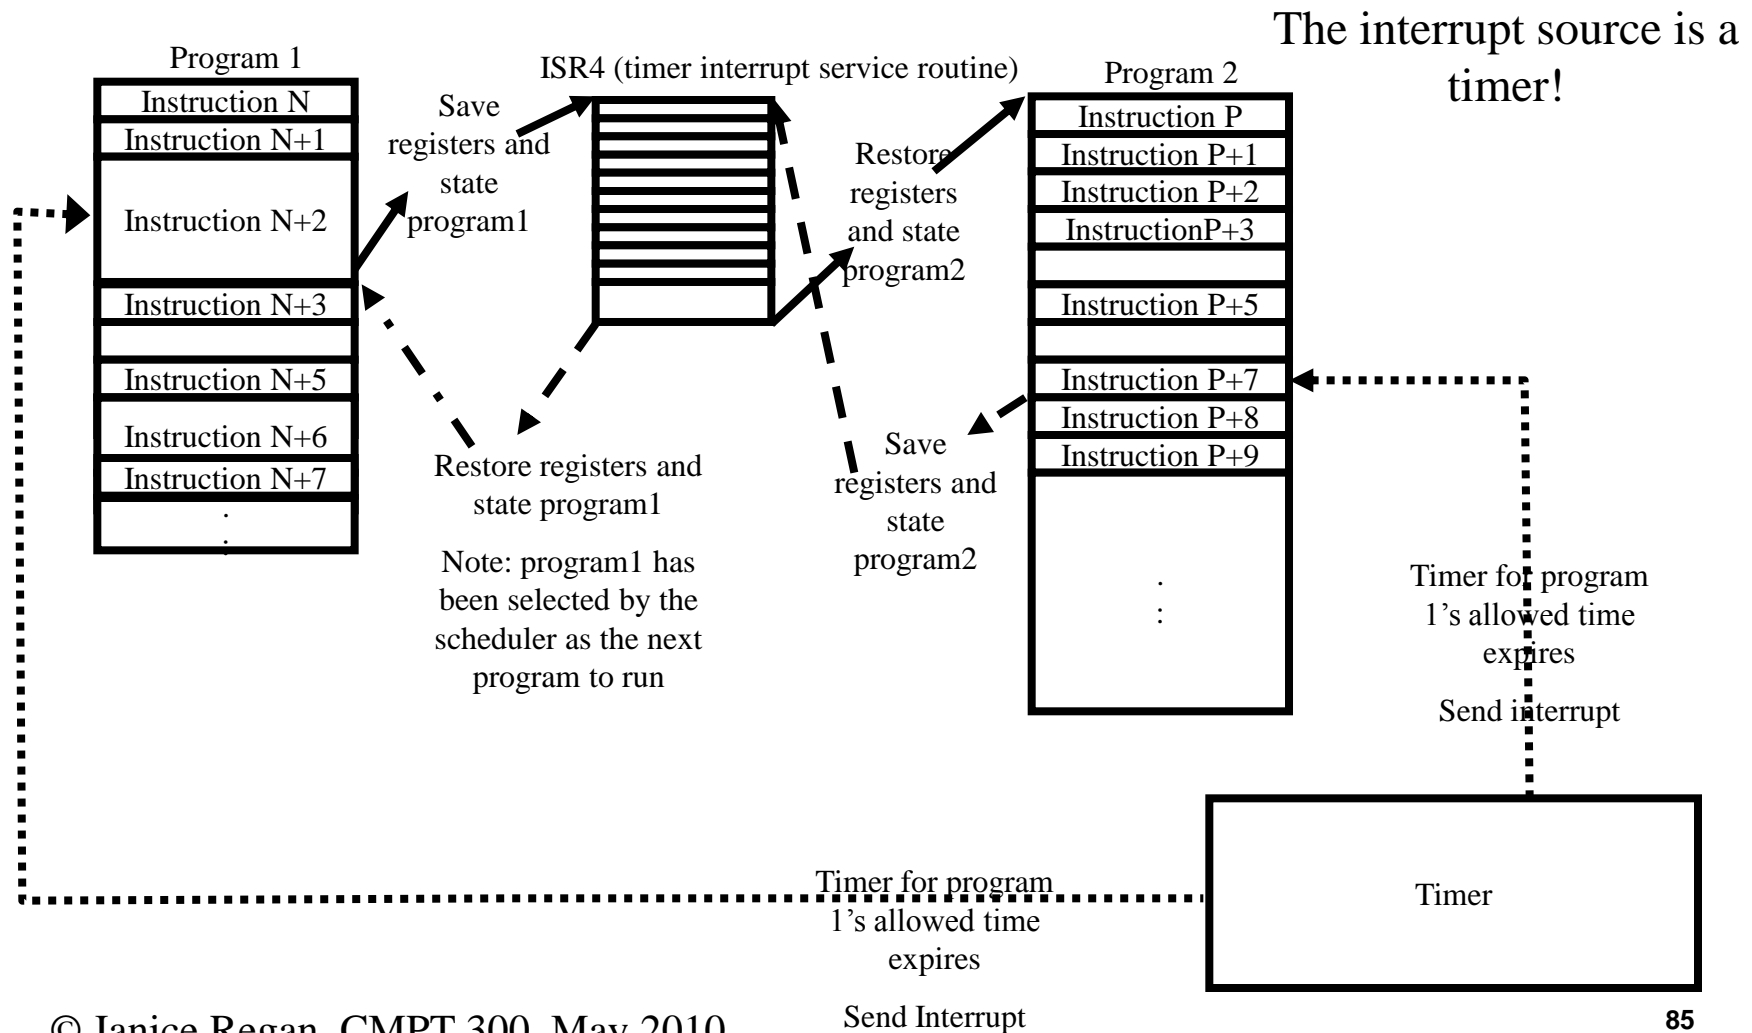 The interrupt source is a
timer!
Program 1
Instruction N
Instruction N+1
Instruction N+2
Instruction N+3
Instruction N+5
Instruction N+6
Instruction N+7
:
Save
registers and
state
program1
ISR4 (timer interrupt service routine)
Restore
registers
and state
program2
Program 2
Instruction P
Instruction P+1
Instruction P+2
InstructionP+3
Instruction P+5
Instruction P+7
Instruction P+8
Instruction P+9
.
:
Restore registers and
state program1
Note: program1 has
been selected by the
scheduler as the next
program to run
Save
registers and
state
program2
Timer for program
1’s allowed time
expires
Send interrupt
Timer
Timer for program
1’s allowed time
expires
Send Interrupt
© Janice Regan, CMPT 300, May 2010
85